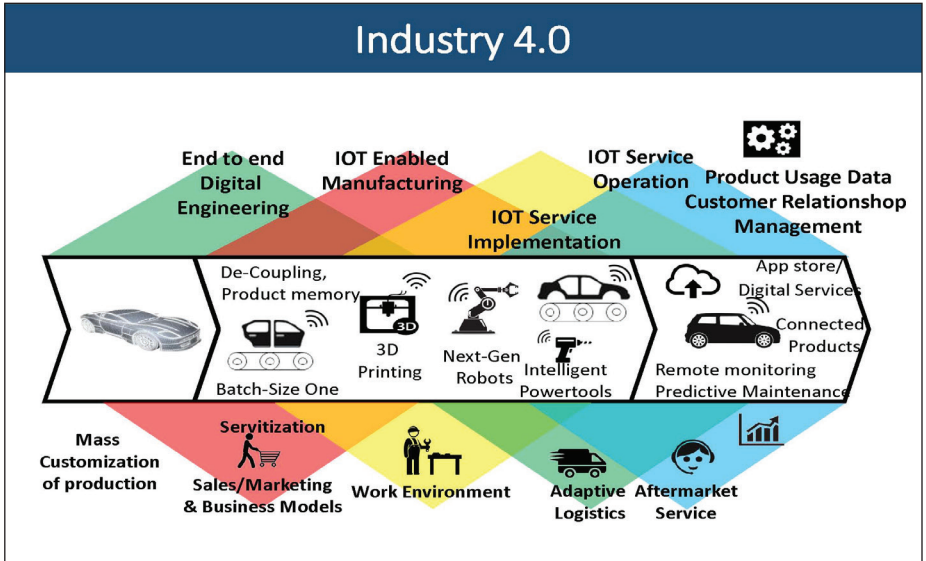 Industry 4.0
End to end
Digital
Engineering
IOT Enabled
Manufacturing
IOT Service
Implementation
IOT Service
Operation
Product Usage Data
Customer Relationshop
Management
De-Coupling,
Product memory
Batch-Size One
3D
3D
Printing
Next-Gen
Robots
Intelligent
Powertools
App store/
Digital Services
Connected
Products
Remote monitoring
Predictive Maintenance
Mass
Customization
of production
Servitization
Sales/Marketing
& Business Models
Work Environment
Adaptive
Logistics
Aftermarket
Service